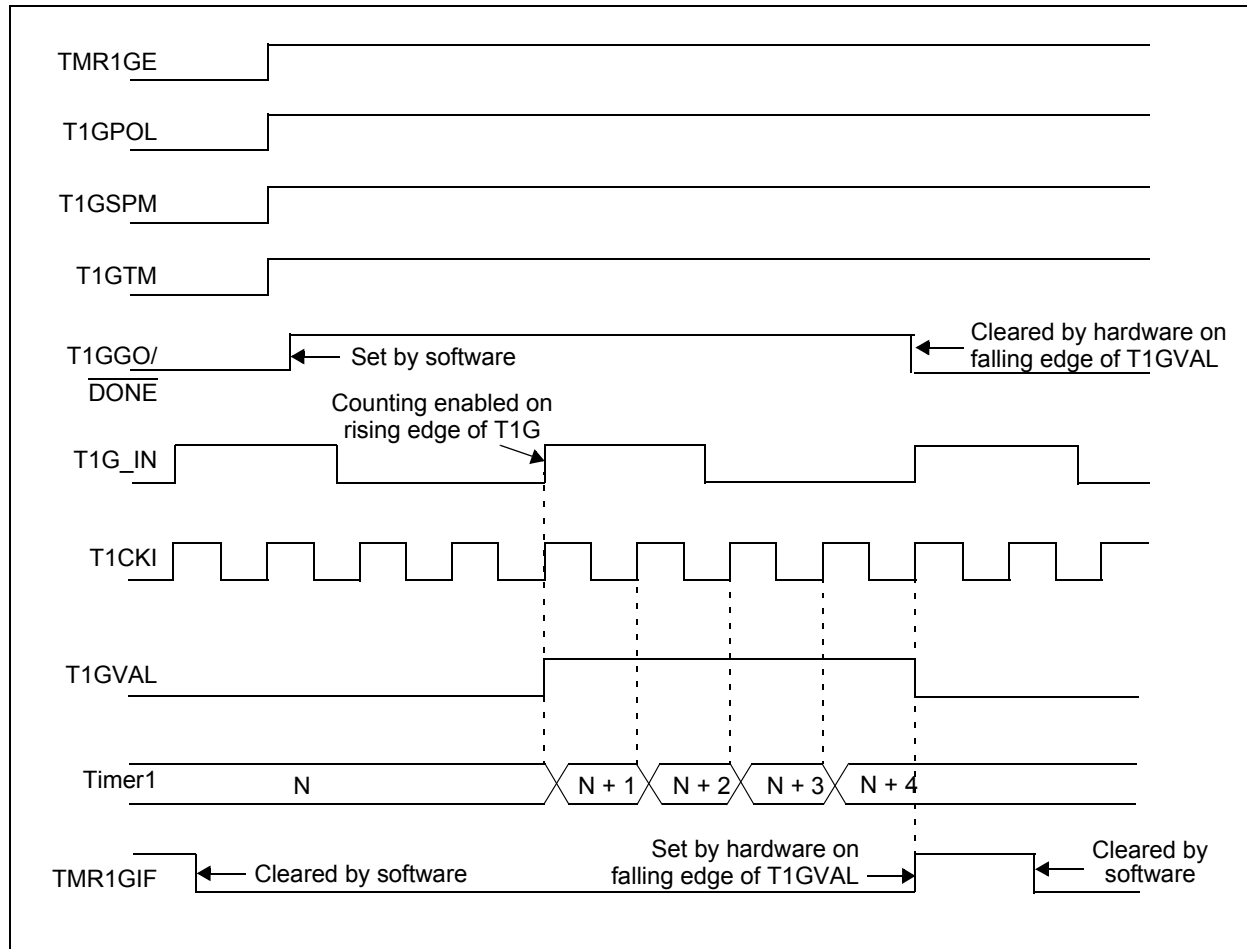 TMR1GE
T1GPOL
T1GSPM
T1GTM
T1GGO/
DONE
Set by software
Cleared by hardware on
falling edge of T1GVAL
Counting enabled on
rising edge of T1G
T1G_IN
T1CKI
T1GVAL
Timer1
N
N + 1
N + 2
N + 3
N + 4
TMR1GIF
Cleared by software
Set by hardware on
falling edge of T1GVAL
Cleared by
software